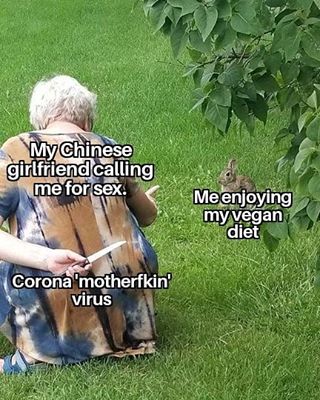 My Chinese
girlfriend calling
me for sex.
Me enjoying
my vegan
diet
Corona 'motherfkin'
virus